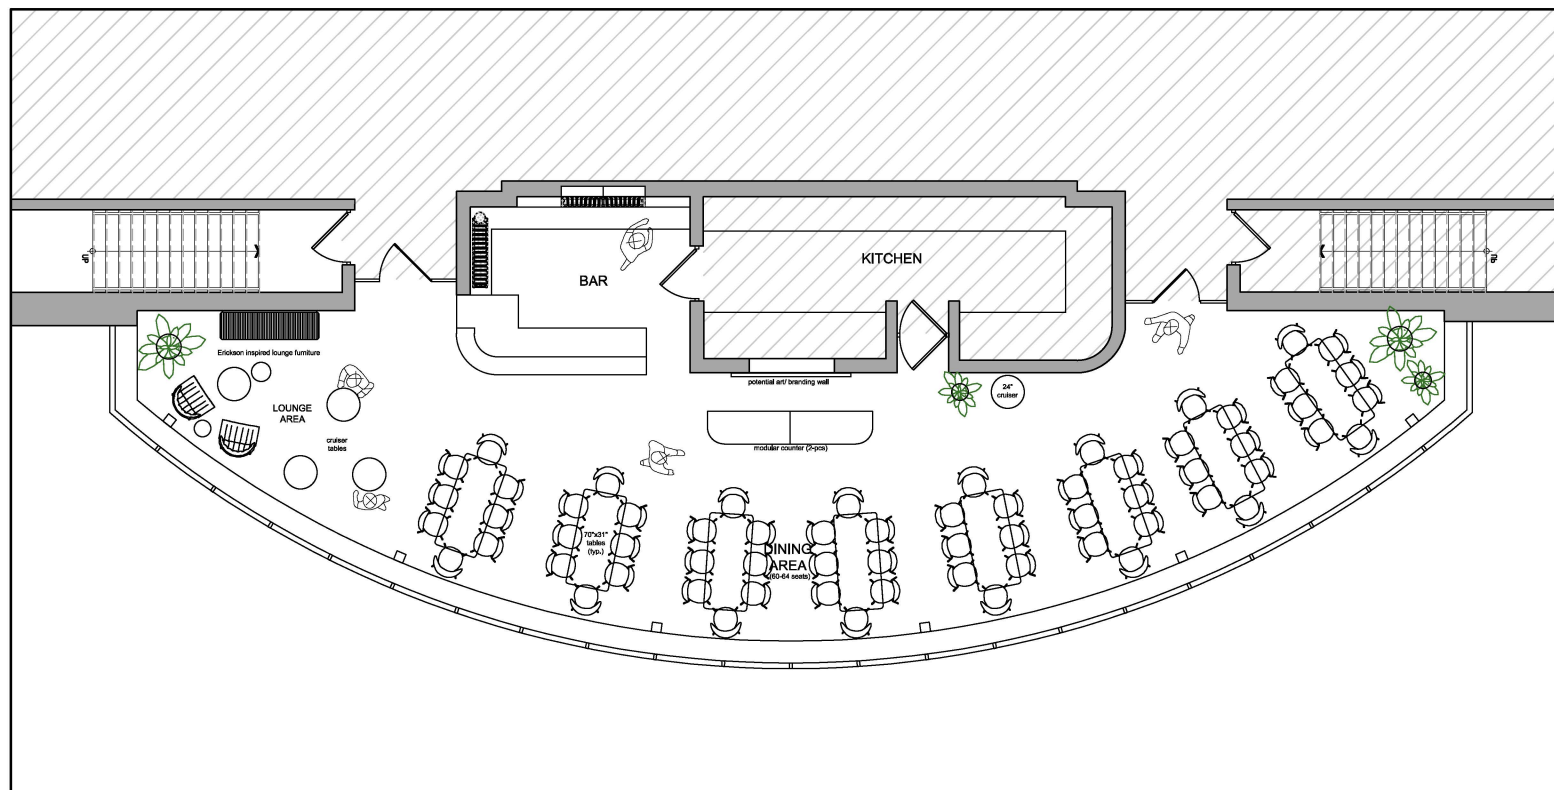 KITCHEN
BAR
UP
UP
Erickson inspired lounge furniture
potential art/ branding wall
24"
cruiser
LOUNGE
AREA
cruiser
tables
modular counter (2-pcs)
70"x31"
tables
(typ.)
DINING
AREA
(60-64 seats)